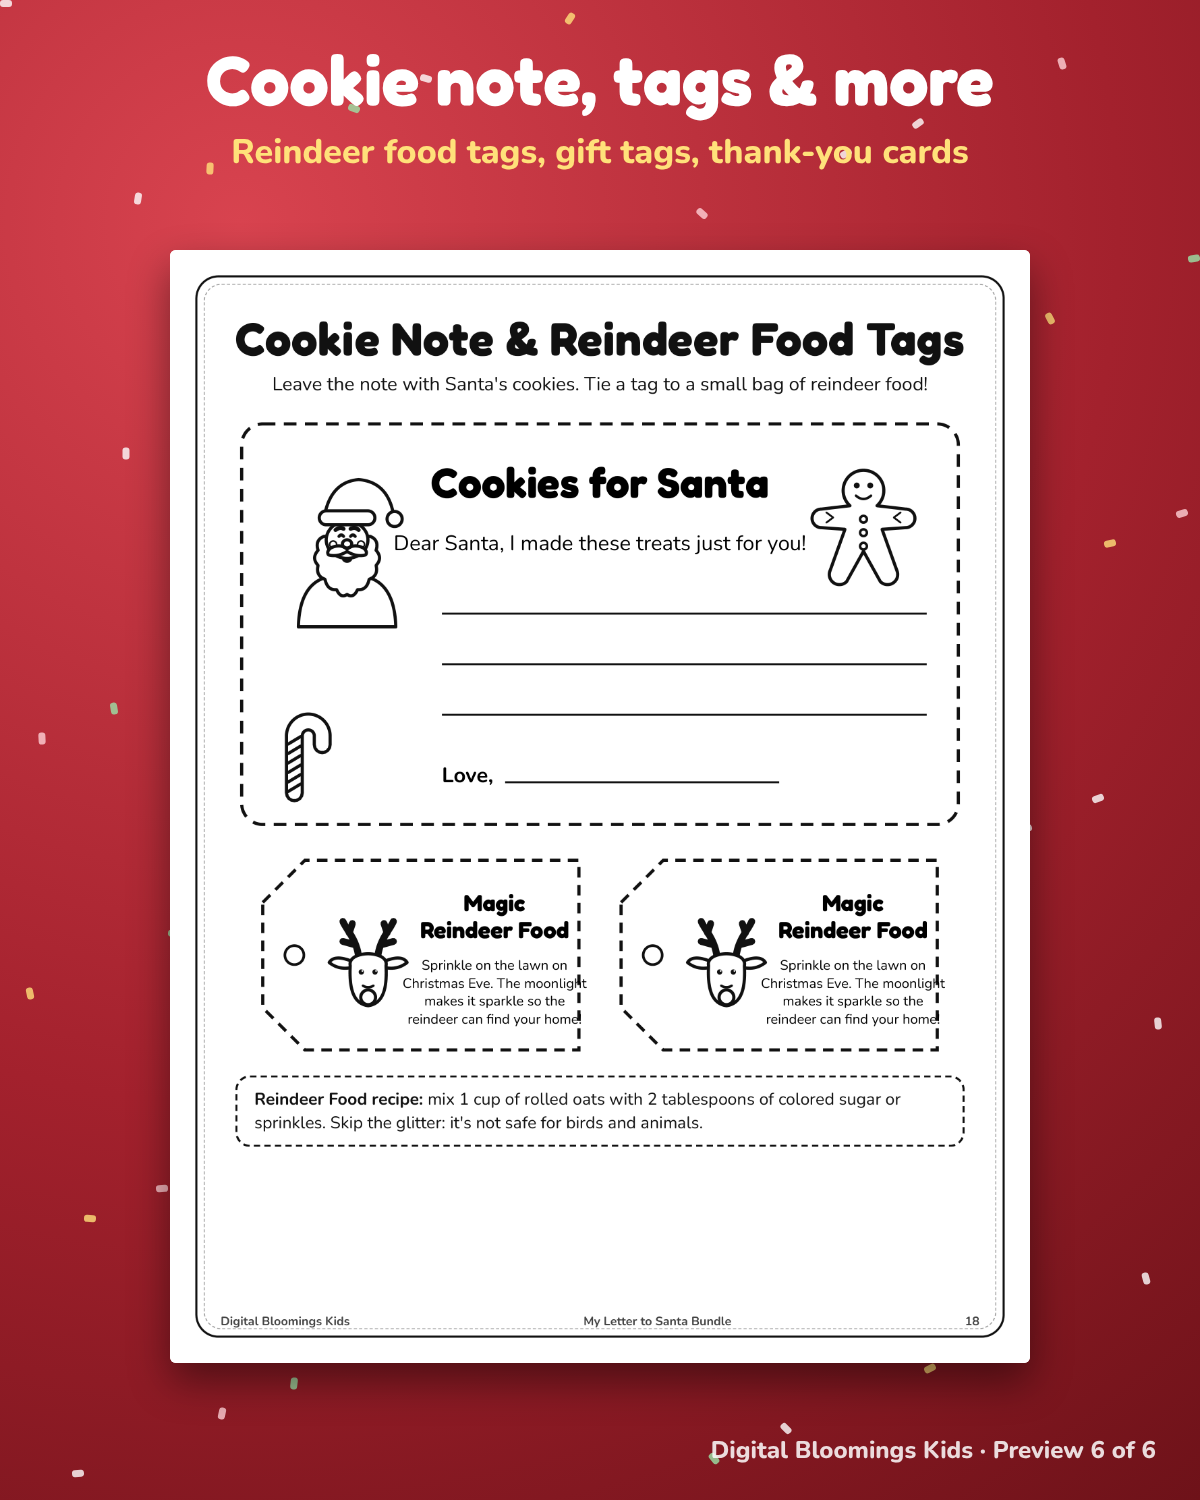 Cookie note, tags & more
Reindeer food tags, gift tags, thank-you cards
Cookie Note & Reindeer Food Tags
Leave the note with Santa's cookies. Tie a tag to a small bag of reindeer food!
Cookies for Santa
Dear Santa, I made these treats just for you!
Love,
Magic
Reindeer Food
Sprinkle on the lawn on
Christmas Eve. The moonlight
makes it sparkle so the
reindeer can find your home!
Magic
Reindeer Food
Sprinkle on the lawn on
Christmas Eve. The moonlight
makes it sparkle so the
reindeer can find your home!
Reindeer Food recipe: mix 1 cup of rolled oats with 2 tablespoons of colored sugar or
sprinkles. Skip the glitter: it's not safe for birds and animals.
Digital Bloomings Kids
My Letter to Santa Bundle
18
Digital Bloomings Kids · Preview 6 of 6